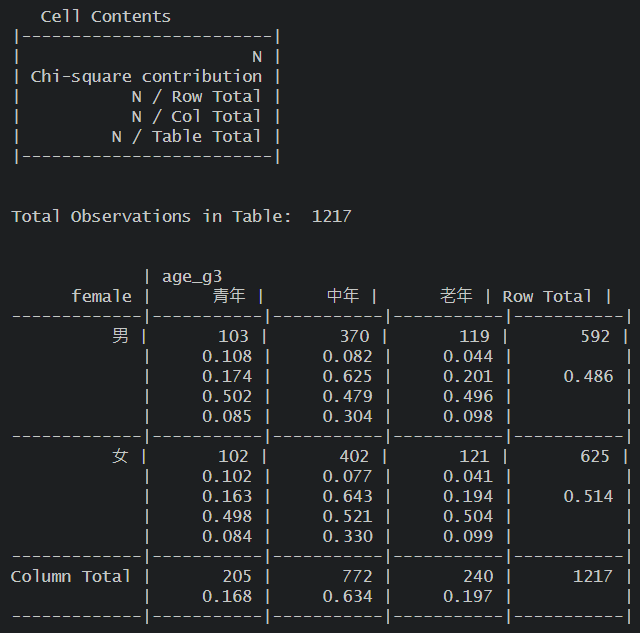 Cell Contents
|-------------------------|
|                       N |
| Chi-square contribution |
|           N / Row Total |
|           N / Col Total |
|         N / Table Total |
|-------------------------|
Total Observations in Table:  1217
             | age_g3
      female |      青年 |      中年 |      老年 | Row Total |
-------------|-----------|-----------|-----------|-----------|
          男 |       103 |       370 |       119 |       592 |
             |     0.108 |     0.082 |     0.044 |           |
             |     0.174 |     0.625 |     0.201 |     0.486 |
             |     0.502 |     0.479 |     0.496 |           |
             |     0.085 |     0.304 |     0.098 |           |
-------------|-----------|-----------|-----------|-----------|
          女 |       102 |       402 |       121 |       625 |
             |     0.102 |     0.077 |     0.041 |           |
             |     0.163 |     0.643 |     0.194 |     0.514 |
             |     0.498 |     0.521 |     0.504 |           |
             |     0.084 |     0.330 |     0.099 |           |
-------------|-----------|-----------|-----------|-----------|
Column Total |       205 |       772 |       240 |      1217 |
             |     0.168 |     0.634 |     0.197 |           |
-------------|-----------|-----------|-----------|-----------|